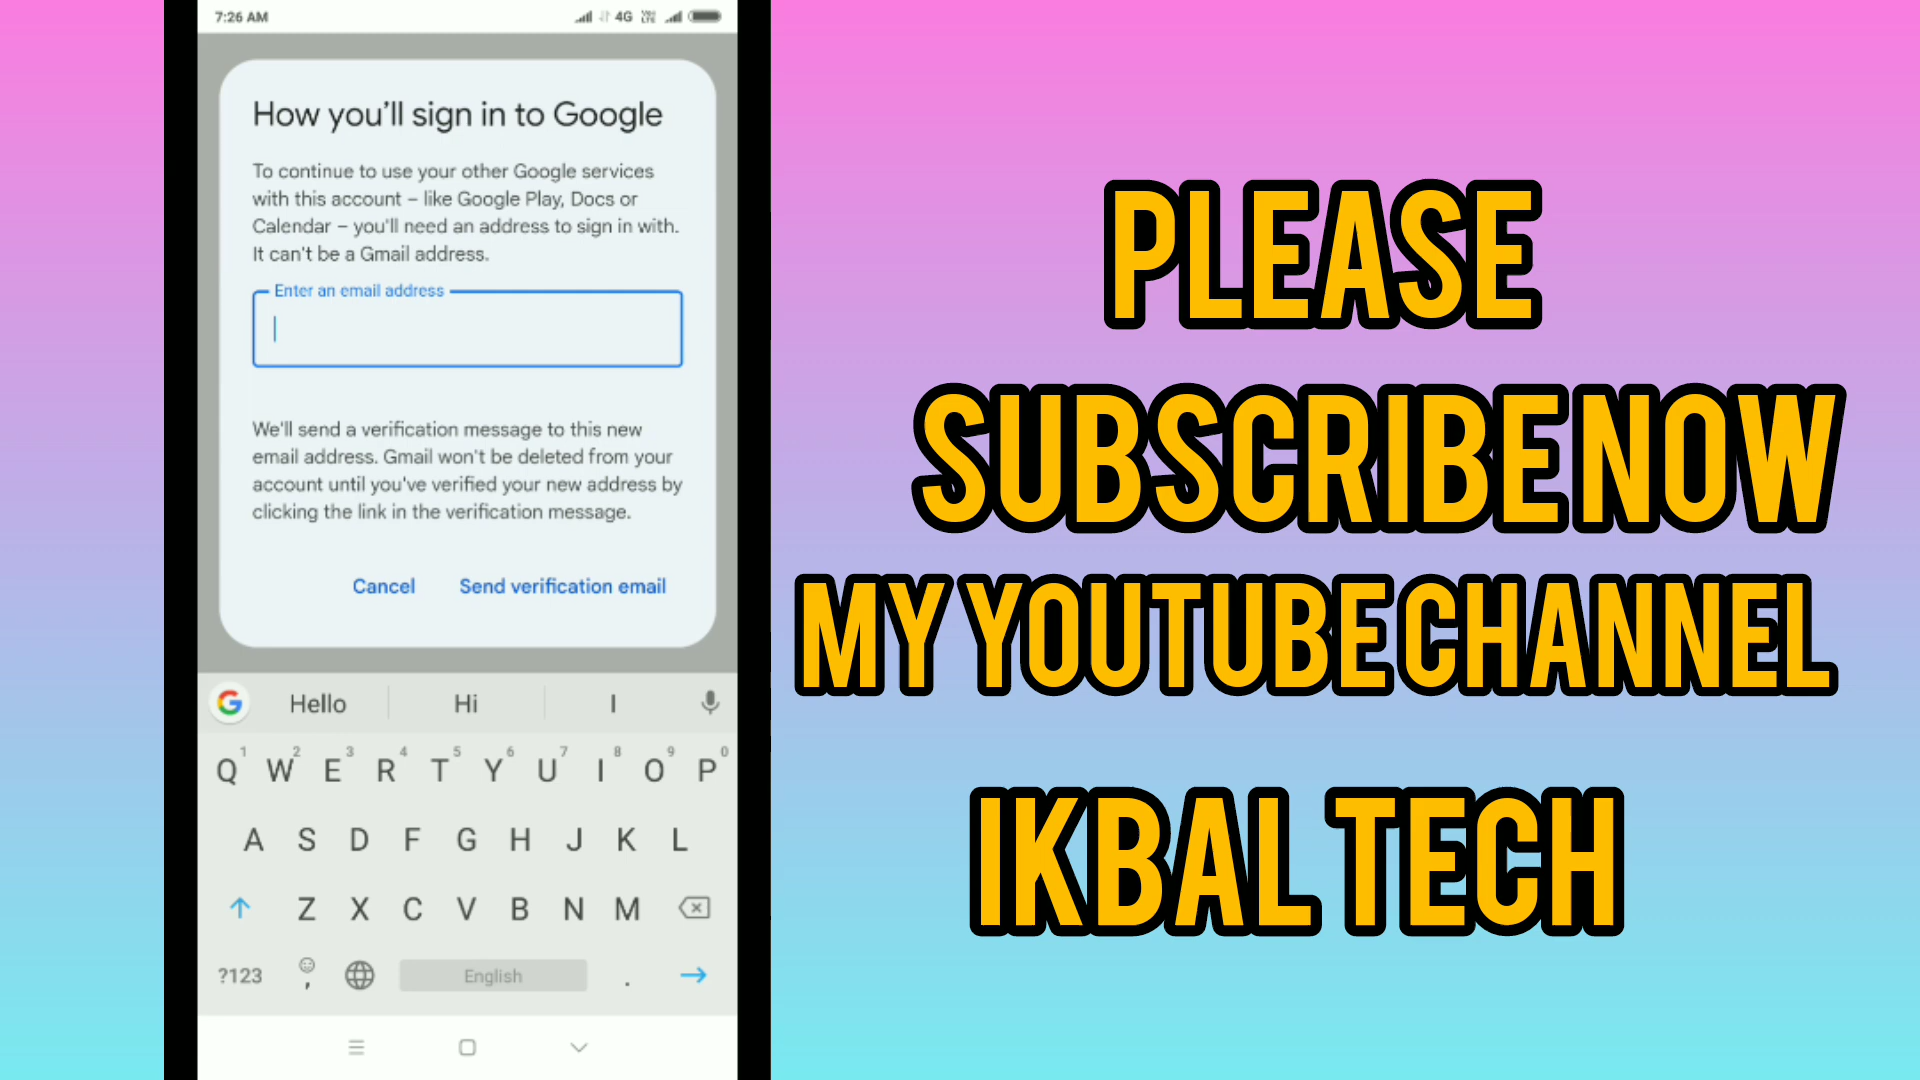 7:26 AM
4G
Vo
LTE
How you'll sign in to Google
To continue to use your other Google services
with this account – like Google Play, Docs or
Calendar – you'll need an address to sign in with.
It can't be a Gmail address.
Enter an email address
We'll send a verification message to this new
email address. Gmail won't be deleted from your
account until you've verified your new address by
clicking the link in the verification message.
Cancel Send verification email
G Hello Hi I
1 2 3 4 5 6 7 8 9 0
Q W E R T Y U I O P
A S D F G H J K L
Z X C V B N M
?123 , English .
PLEASE
SUBSCRIBE NOW
MY YOUTUBE CHANNEL
IKBAL TECH